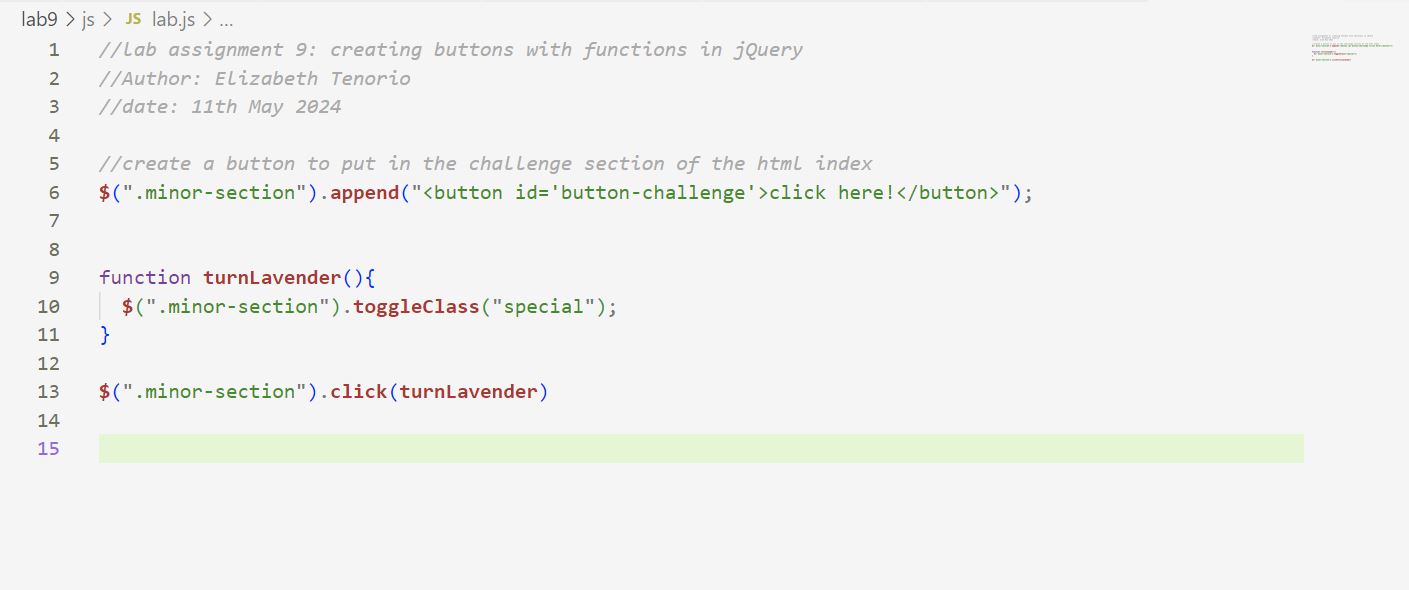 lab9 > js > JS lab.js > ...
1 //lab assignment 9: creating buttons with functions in jQuery
2 //Author: Elizabeth Tenorio
3 //date: 11th May 2024
4
5 //create a button to put in the challenge section of the html index
6 $(".minor-section").append("<button id='button-challenge'>click here!</button>");
7
8
9 function turnLavender(){
10   $(".minor-section").toggleClass("special");
11 }
12
13 $(".minor-section").click(turnLavender)
14
15